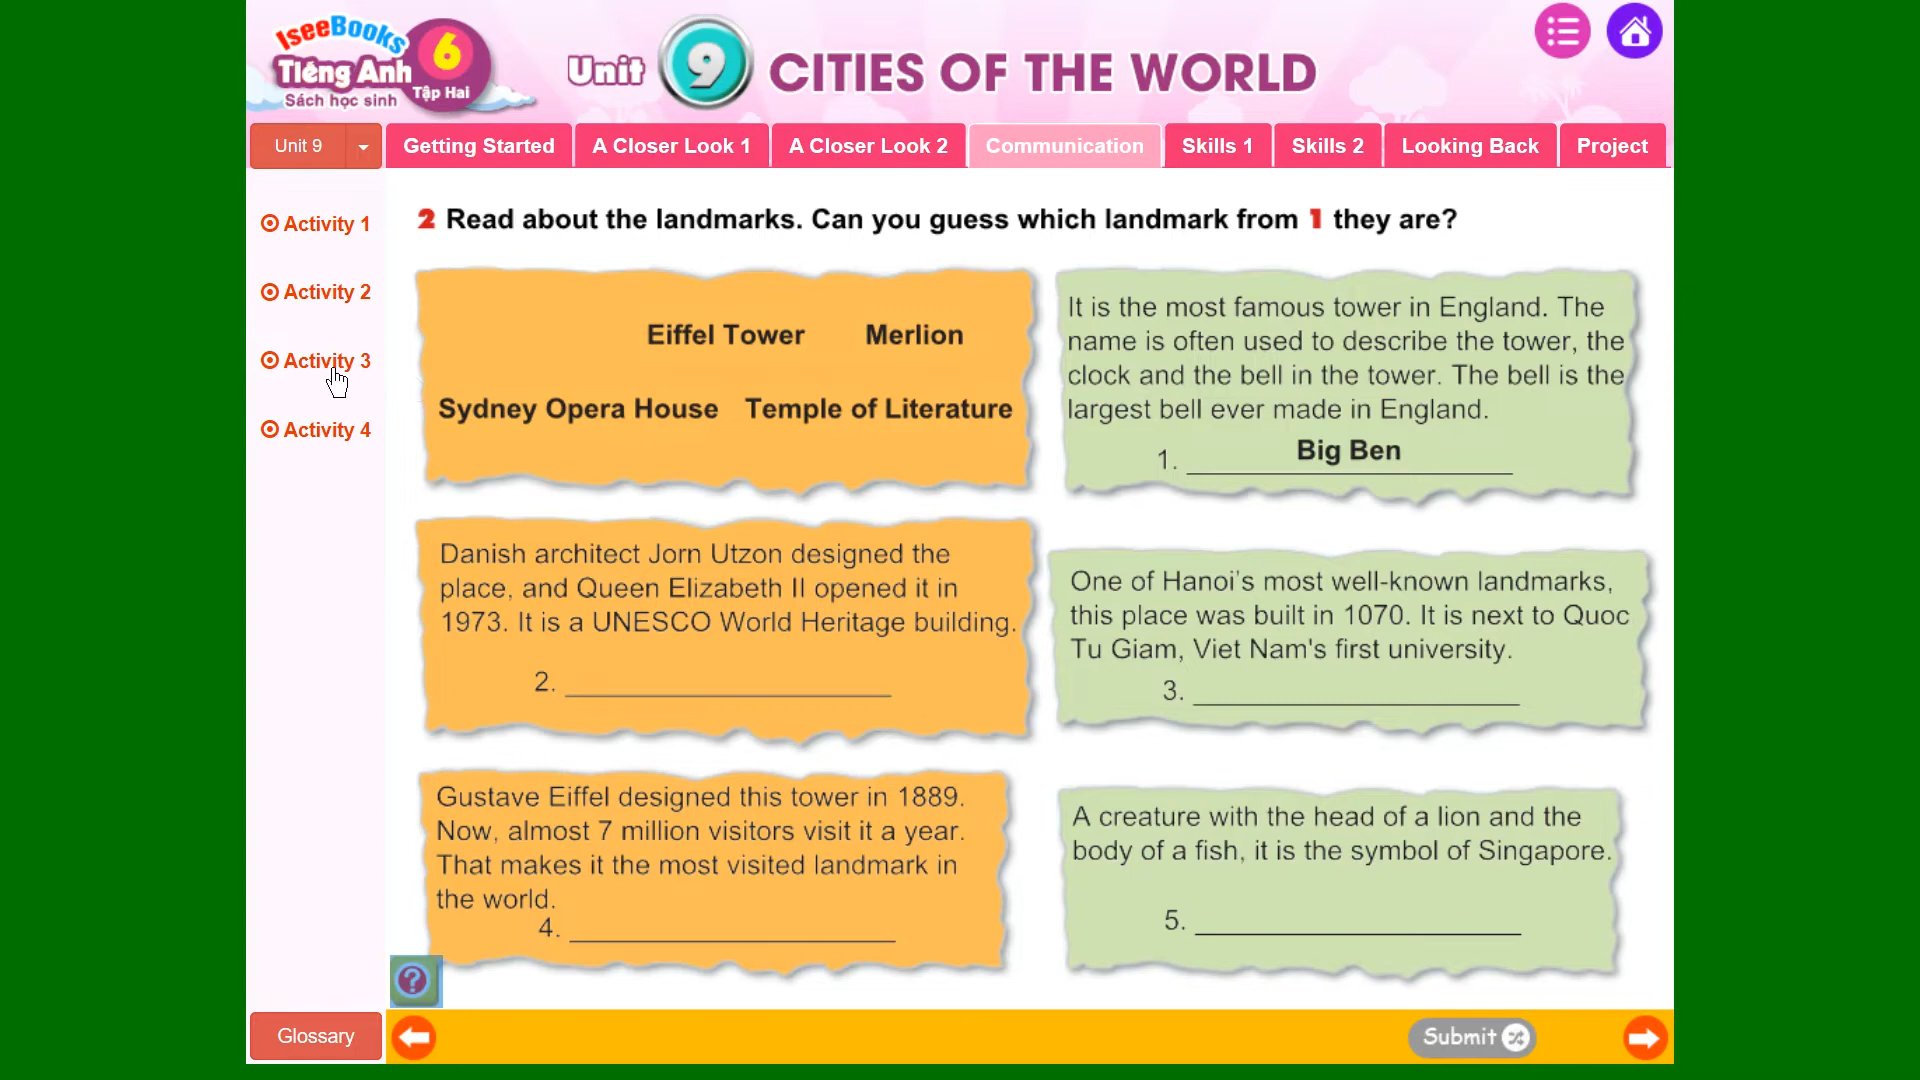 IseeBooks
Tiếng Anh 6
Sách học sinh Tập Hai
Unit 9 CITIES OF THE WORLD
Unit 9
Getting Started
A Closer Look 1
A Closer Look 2
Communication
Skills 1
Skills 2
Looking Back
Project
Activity 1
Activity 2
Activity 3
Activity 4
2 Read about the landmarks. Can you guess which landmark from 1 they are?
Eiffel Tower Merlion
Sydney Opera House Temple of Literature
It is the most famous tower in England. The
name is often used to describe the tower, the
clock and the bell in the tower. The bell is the
largest bell ever made in England.
1. Big Ben
Danish architect Jorn Utzon designed the
place, and Queen Elizabeth II opened it in
1973. It is a UNESCO World Heritage building.
2.
One of Hanoi's most well-known landmarks,
this place was built in 1070. It is next to Quoc
Tu Giam, Viet Nam's first university.
3.
Gustave Eiffel designed this tower in 1889.
Now, almost 7 million visitors visit it a year.
That makes it the most visited landmark in
the world.
4.
A creature with the head of a lion and the
body of a fish, it is the symbol of Singapore.
5.
?
Glossary
Submit